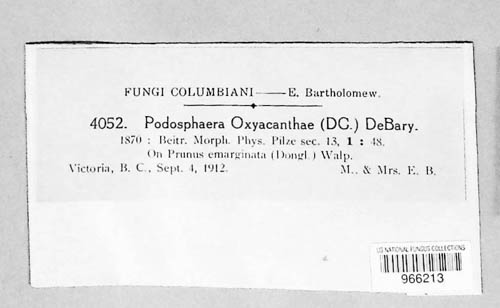 FUNGI COLUMBIANI——E. Bartholomew.
4052. Podosphaera Oxyacanthae (DC.) DeBary.
1870 : Beitr. Morph. Phys. Pilze sec. 13, 1 : 48.
On Prunus emarginata (Dongl.) Walp.
Victoria, B. C., Sept. 4, 1912. M., & Mrs. E. B.
US NATIONAL FUNGUS COLLECTIONS
966213